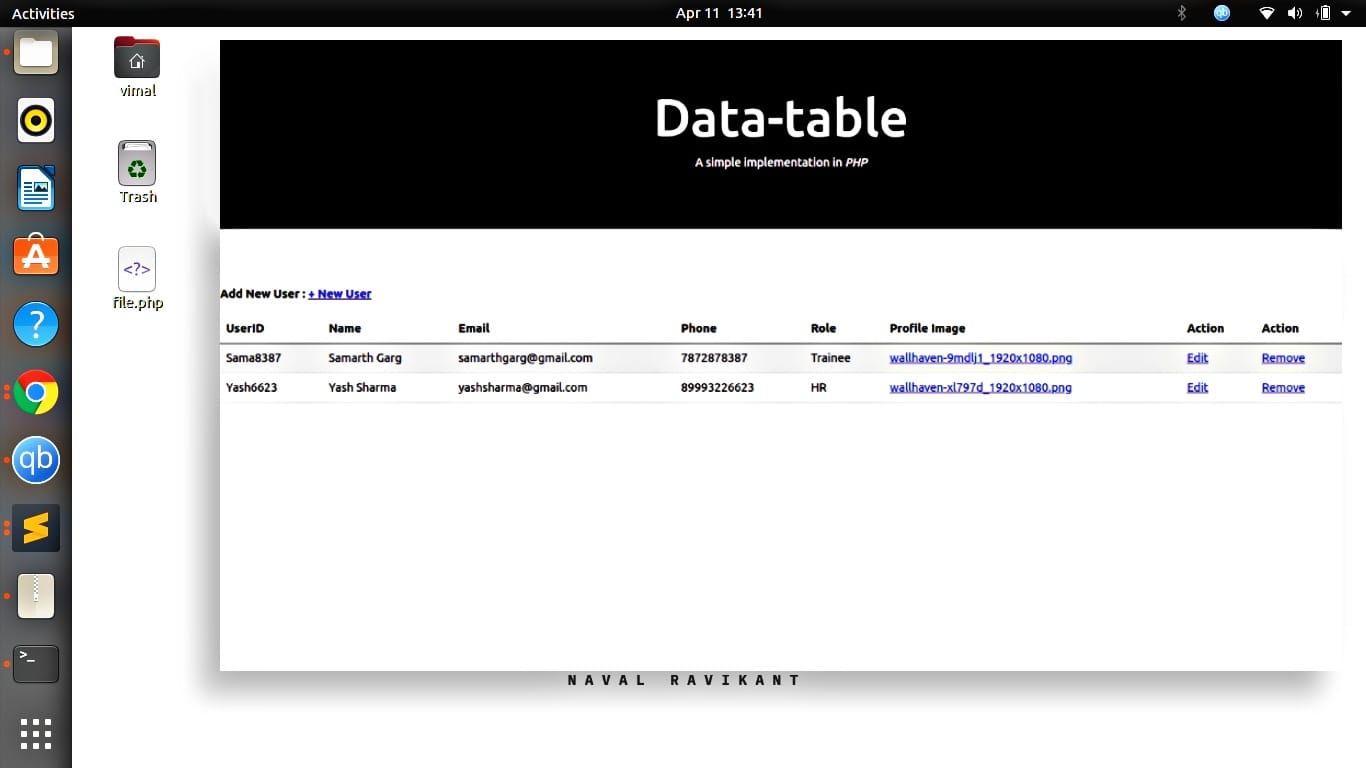 Activities
Apr 11 13:41
qb
vimal
Trash
<?>
file.php
A
?
qb
>_
Data-table
A simple implementation in PHP
Add New User : + New User
UserID Name Email Phone Role Profile Image Action Action
Sama8387 Samarth Garg samarthgarg@gmail.com 7872878387 Trainee wallhaven-9mdlj1_1920x1080.png Edit Remove
Yash6623 Yash Sharma yashsharma@gmail.com 89993226623 HR wallhaven-xl797d_1920x1080.png Edit Remove
NAVAL RAVIKANT